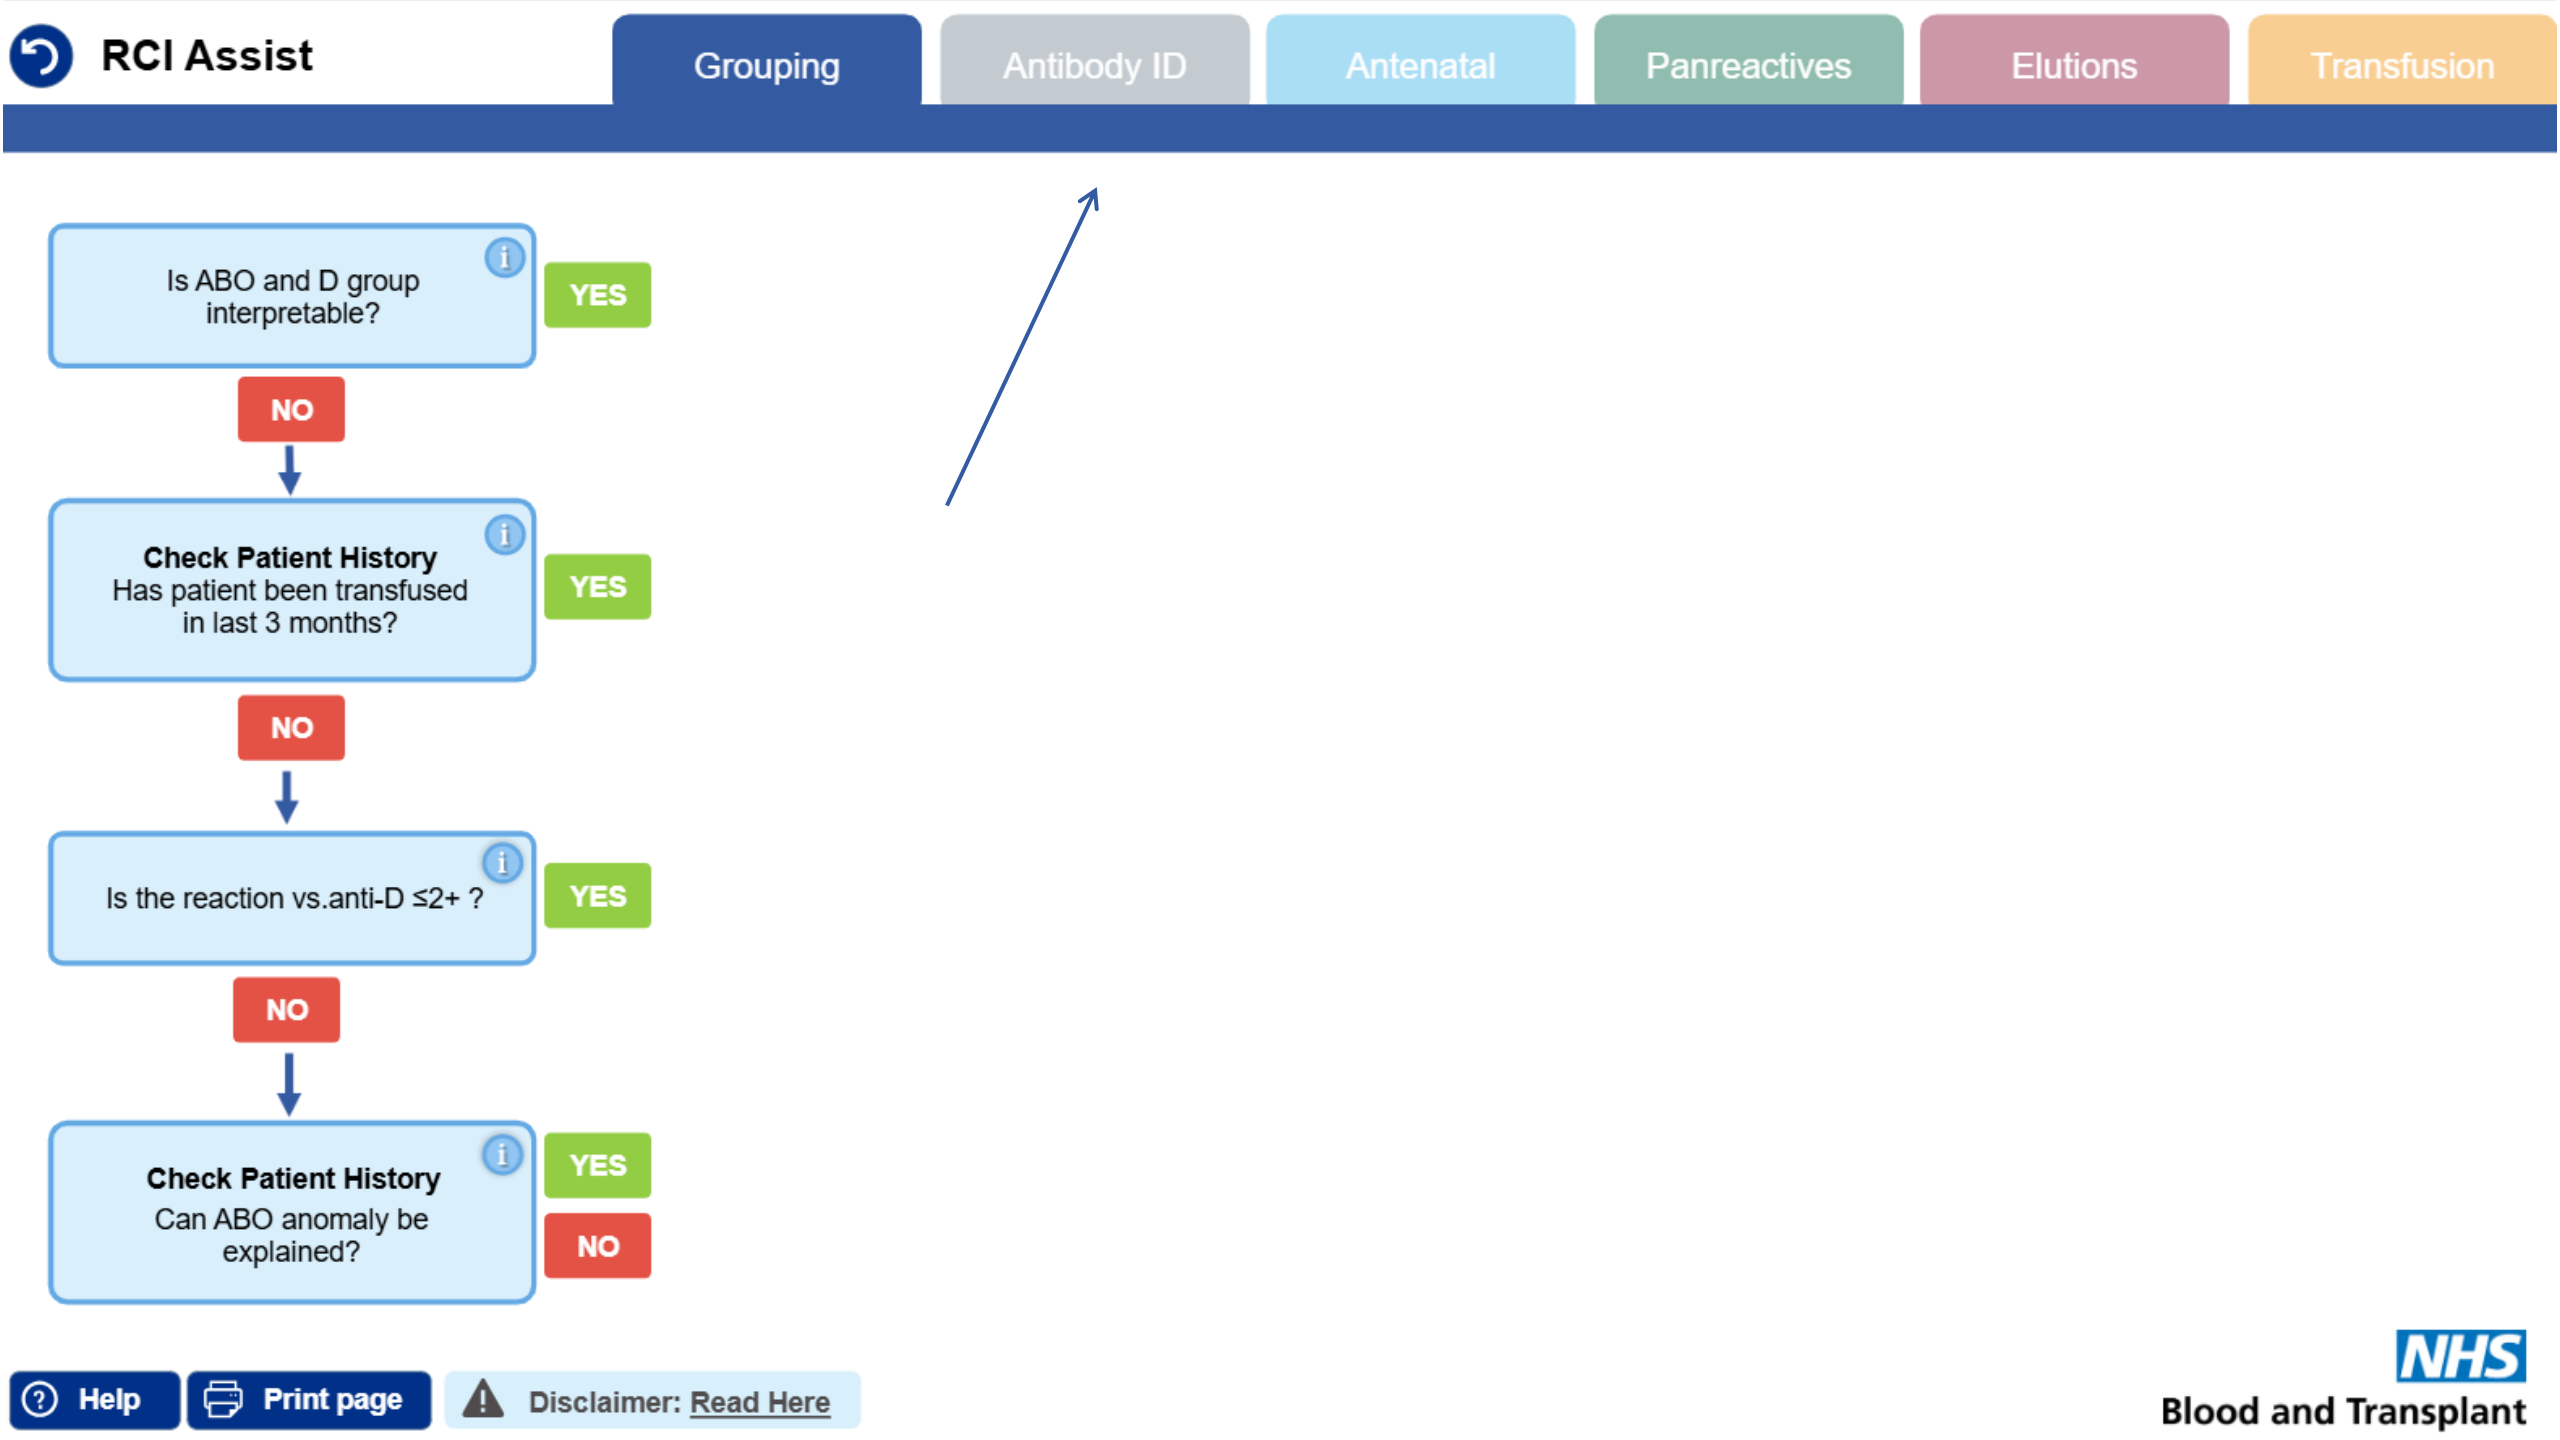 RCI Assist
Grouping
Antibody ID
Antenatal
Panreactives
Elutions
Transfusion
Is ABO and D group
interpretable?
i
YES
NO
Check Patient History
Has patient been transfused
in last 3 months?
i
YES
NO
Is the reaction vs.anti-D ≤2+ ?
i
YES
NO
Check Patient History
Can ABO anomaly be
explained?
i
YES
NO
? Help
Print page
! Disclaimer: Read Here
NHS
Blood and Transplant